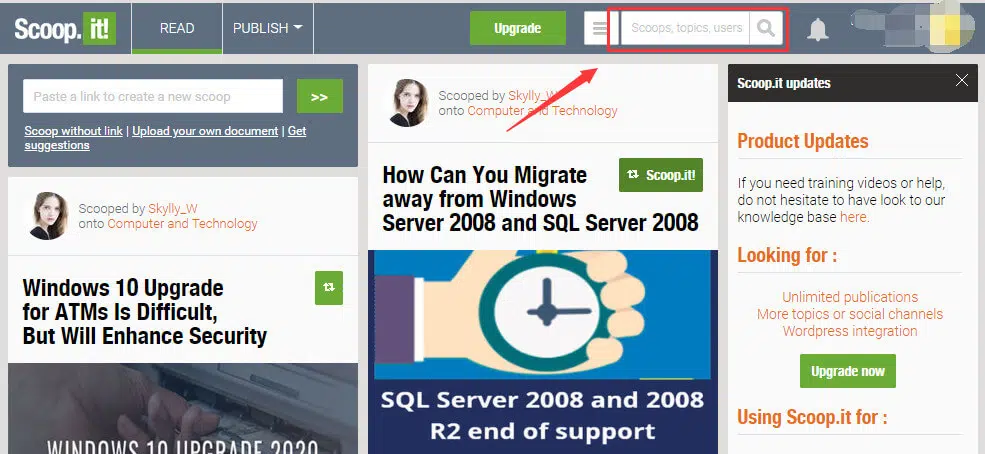 Scoop.it!
READ
PUBLISH
Upgrade
Scoops, topics, users
Paste a link to create a new scoop
>>
Scoop without link | Upload your own document | Get
suggestions
Scooped by Skylly_W
onto Computer and Technology
Windows 10 Upgrade
for ATMs Is Difficult,
But Will Enhance Security
WINDOWS 10 UPGRADE 2020
Scooped by Skylly_W
onto Computer and Technology
How Can You Migrate
away from Windows
Server 2008 and SQL Server 2008
Scoop.it!
SQL Server 2008 and 2008
R2 end of support
Scoop.it updates
Product Updates
If you need training videos or help,
do not hesitate to have look to our
knowledge base here.
Looking for :
Unlimited publications
More topics or social channels
Wordpress integration
Upgrade now
Using Scoop.it for :